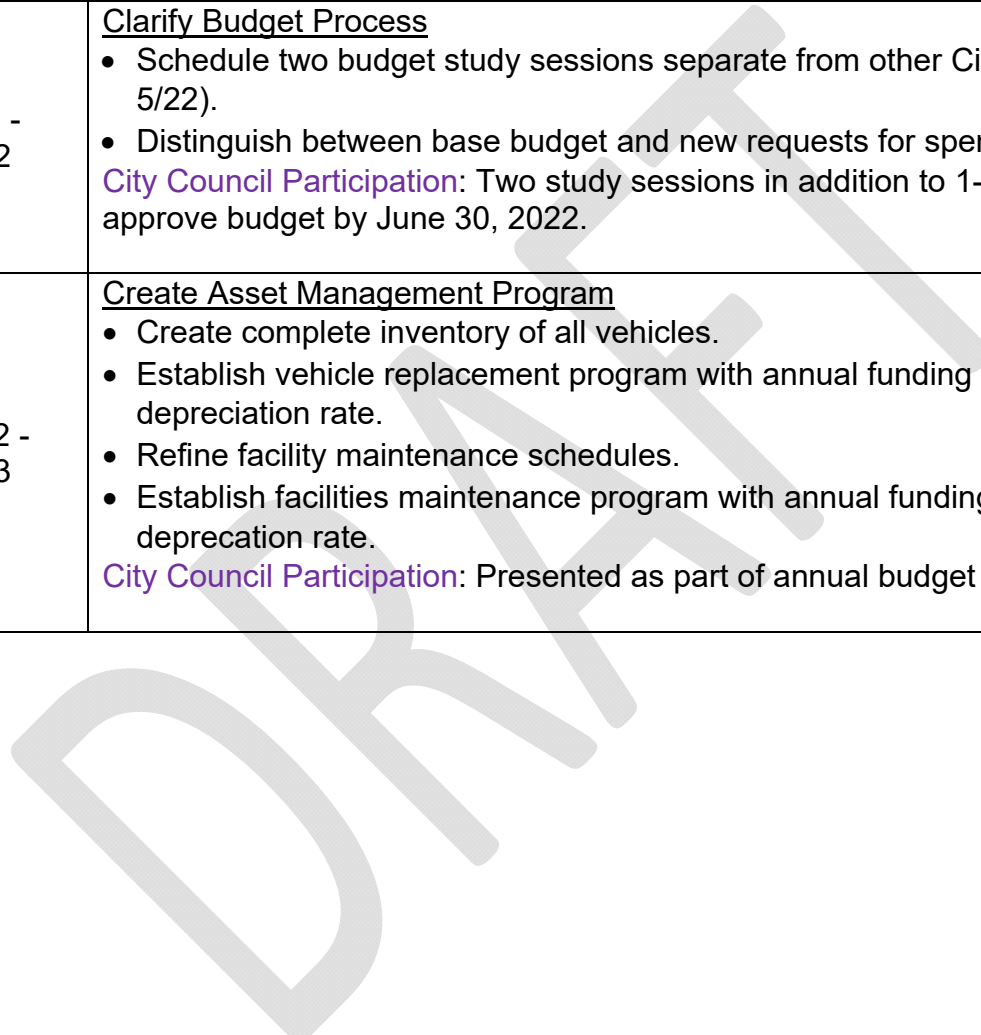 Clarify Budget Process
• Schedule two budget study sessions separate from other
5/22).
-
2
• Distinguish between base budget and new requests for
City Council Participation: Two study sessions in addition to 1-
approve budget by June 30, 2022.
Create Asset Management Program
• Create complete inventory of all vehicles.
• Establish vehicle replacement program with annual funding
depreciation rate.
2 -
3
• Refine facility maintenance schedules.
• Establish facilities maintenance program with annual funding
deprecation rate.
City Council Participation: Presented as part of annual budget
DRAFT